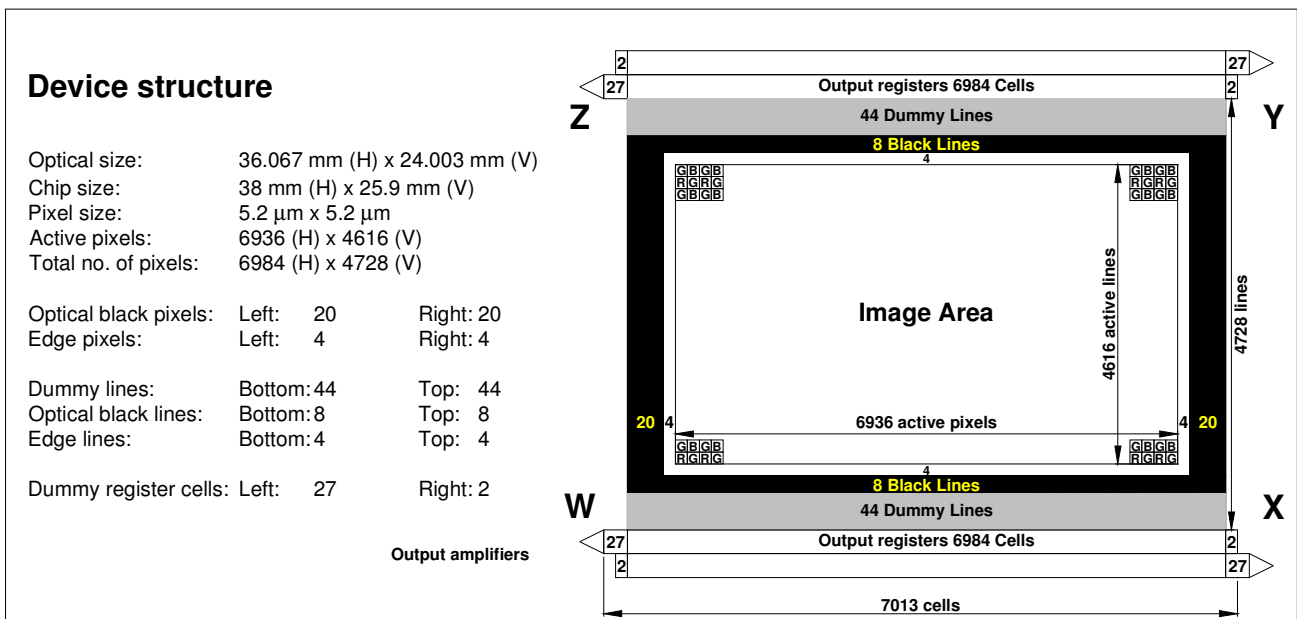 Device structure
Optical size: 36.067 mm (H) x 24.003 mm (V)
Chip size: 38 mm (H) x 25.9 mm (V)
Pixel size: 5.2 µm x 5.2 µm
Active pixels: 6936 (H) x 4616 (V)
Total no. of pixels: 6984 (H) x 4728 (V)
Optical black pixels: Left: 20 Right: 20
Edge pixels: Left: 4 Right: 4
Dummy lines: Bottom: 44 Top: 44
Optical black lines: Bottom: 8 Top: 8
Edge lines: Bottom: 4 Top: 4
Dummy register cells: Left: 27 Right: 2
Output amplifiers
2 27
27 Output registers 6984 Cells 2
Z Y
44 Dummy Lines
8 Black Lines
4
GBGB GBGB
RGRG RGRG
GBGB GBGB
Image Area
4616 active lines
4728 lines
20 4 6936 active pixels 4 20
GBGB GBGB
RGRG RGRG
4
8 Black Lines
W X
44 Dummy Lines
27 Output registers 6984 Cells 2
2 27
7013 cells